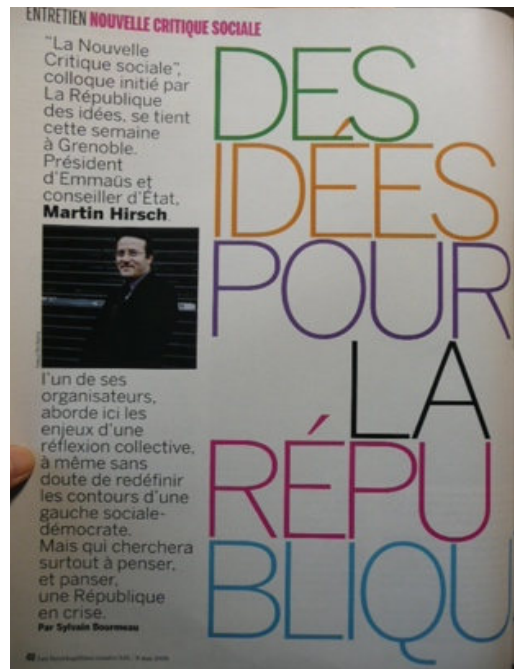 ENTRETIEN NOUVELLE CRITIQUE SOCIALE
“La Nouvelle
Critique sociale”,
colloque initié par
La République
des idées, se tient
cette semaine
à Grenoble.
Président
d'Emmaüs et
conseiller d'État,
Martin Hirsch,
l'un de ses
organisateurs,
aborde ici les
enjeux d'une
réflexion collective,
à même sans
doute de redéfinir
les contours d'une
gauche sociale-
démocrate.
Mais qui cherchera
surtout à penser,
et panser,
une République
en crise.
Par Sylvain Bourmeau
DES
IDÉES
POUR
LA
RÉPU
BLIQU